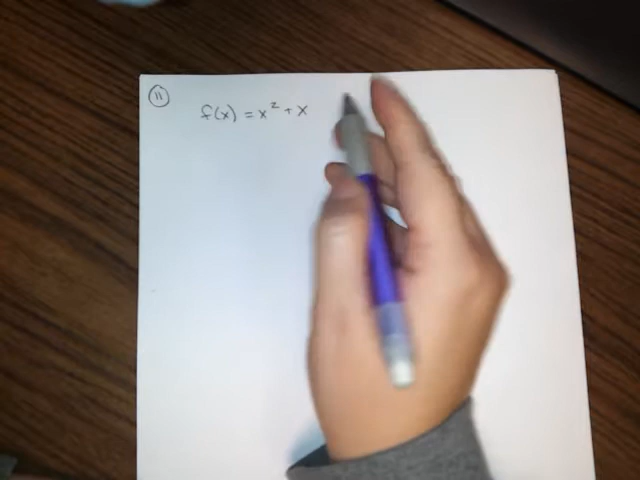 ⑪
f(x) = x² + x